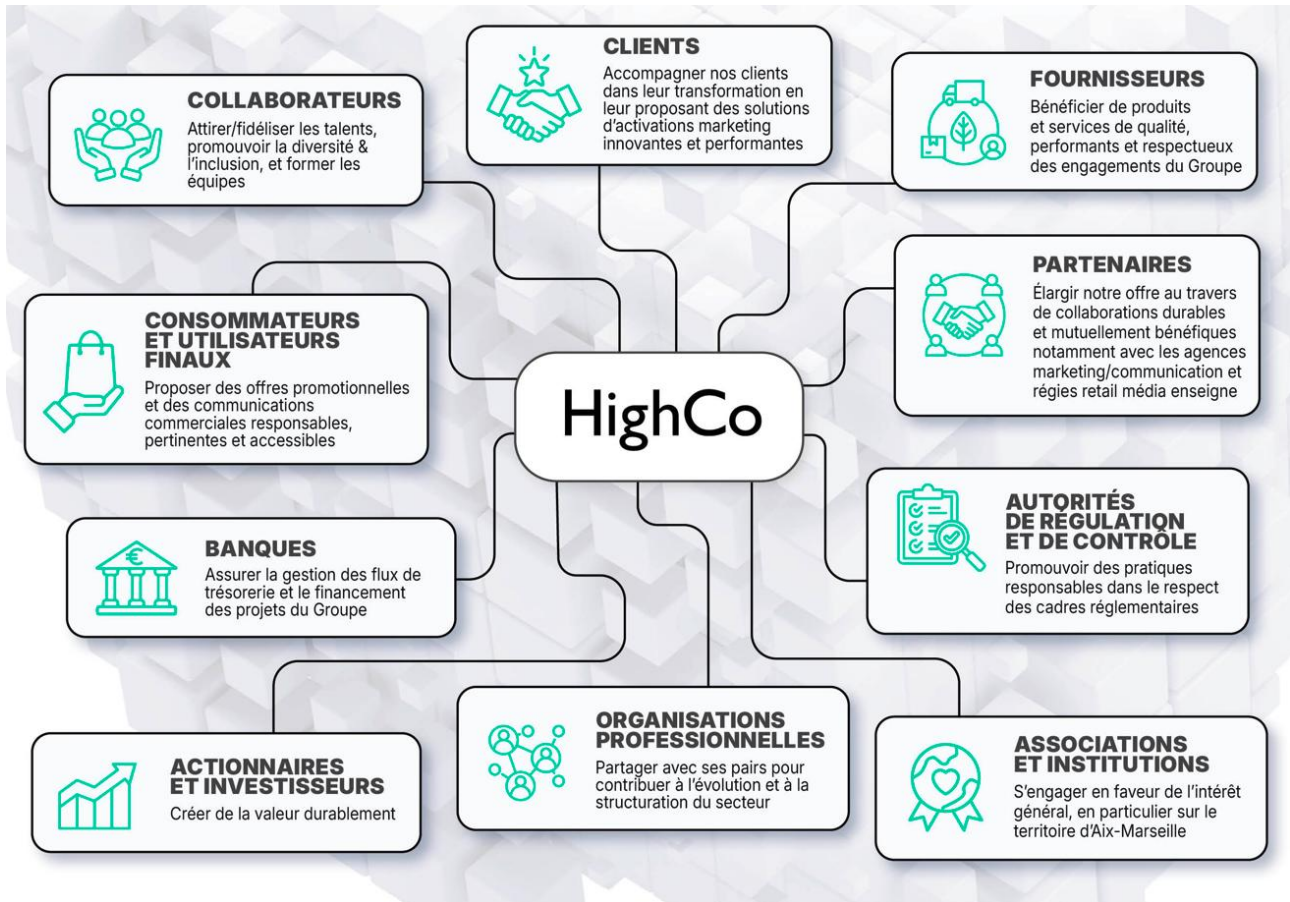 CLIENTS
Accompagner nos clients
dans leur transformation en
leur proposant des solutions
d'activations marketing
innovantes et performantes
COLLABORATEURS
Attirer/fidéliser les talents,
promouvoir la diversité &
l'inclusion, et former les
équipes
FOURNISSEURS
Bénéficier de produits
et services de qualité,
performants et respectueux
des engagements du Groupe
CONSOMMATEURS
ET UTILISATEURS
FINAUX
Proposer des offres promotionnelles
et des communications
commerciales responsables,
pertinentes et accessibles
PARTENAIRES
Élargir notre offre au travers
de collaborations durables
et mutuellement bénéfiques
notamment avec les agences
marketing/communication et
régies retail média enseigne
HighCo
BANQUES
Assurer la gestion des flux de
trésorerie et le financement
des projets du Groupe
€
AUTORITÉS
DE RÉGULATION
ET DE CONTRÔLE
Promouvoir des pratiques
responsables dans le respect
des cadres réglementaires
ACTIONNAIRES
ET INVESTISSEURS
Créer de la valeur durablement
ORGANISATIONS
PROFESSIONNELLES
Partager avec ses pairs pour
contribuer à l'évolution et à la
structuration du secteur
ASSOCIATIONS
ET INSTITUTIONS
S'engager en faveur de l'intérêt
général, en particulier sur le
territoire d'Aix-Marseille